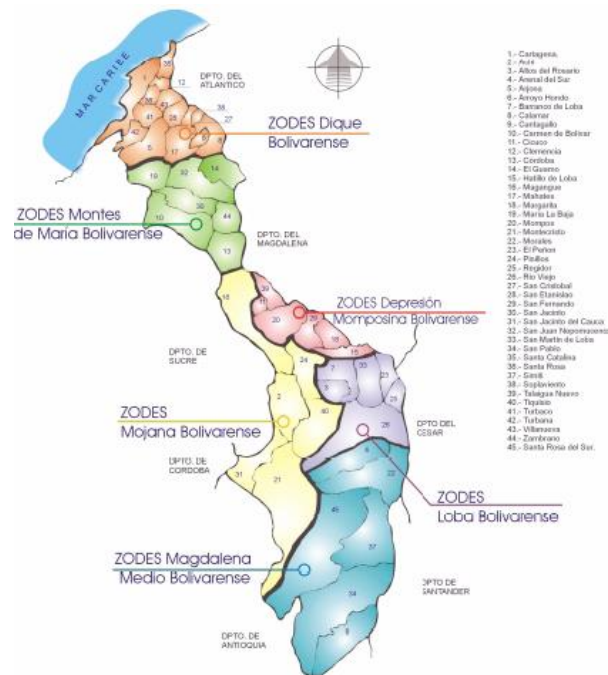 MAR CARIBE
DPTO. DEL
ATLANTICO
ZODES Dique
Bolivarense
ZODES Montes
de María Bolivarense
DPTO. DEL
MAGDALENA
ZODES Depresión
Momposina Bolivarense
DPTO. DE
SUCRE
ZODES
Mojana Bolivarense
DPTO DEL
CESAR
DPTO. DE
CORDOBA
ZODES
Loba Bolivarense
ZODES Magdalena
Medio Bolivarense
DPTO DE
SANTANDER
DPTO. DE
ANTIOQUIA
1.- Cartagena,
2.- Achi
3.- Altos del Rosario
4.- Arenal del Sur
5.- Arjona
6.- Arroyo Hondo
7.- Barranco de Loba
8.- Calamar
9.- Cantagallo
10.- Carmen de Bolívar
11.- Cicuco
12.- Clemencia
13.- Córdoba
14.- El Guamo
15.- Hatillo de Loba
16.- Magangue
17.- Mahates
18.- Margarita
19.- María La Baja
20.- Mompos
21.- Montecristo
22.- Morales
23.- El Peñon
24.- Pinillos
25.- Regidor
26.- Rio Viejo
27.- San Cristobal
28.- San Etanislao
29.- San Fernando
30.- San Jacinto
31.- San Jacinto del Cauca
32.- San Juan Nepomuceno
33.- San Martin de Loba
34.- San Pablo
35.- Santa Catalina
36.- Santa Rosa
37.- Simiti
38.- Soplaviento
39.- Talaigua Nuevo
40.- Tiquisio
41.- Turbaco
42.- Turbana
43.- Villanueva
44.- Zambrano
45.- Santa Rosa del Sur.